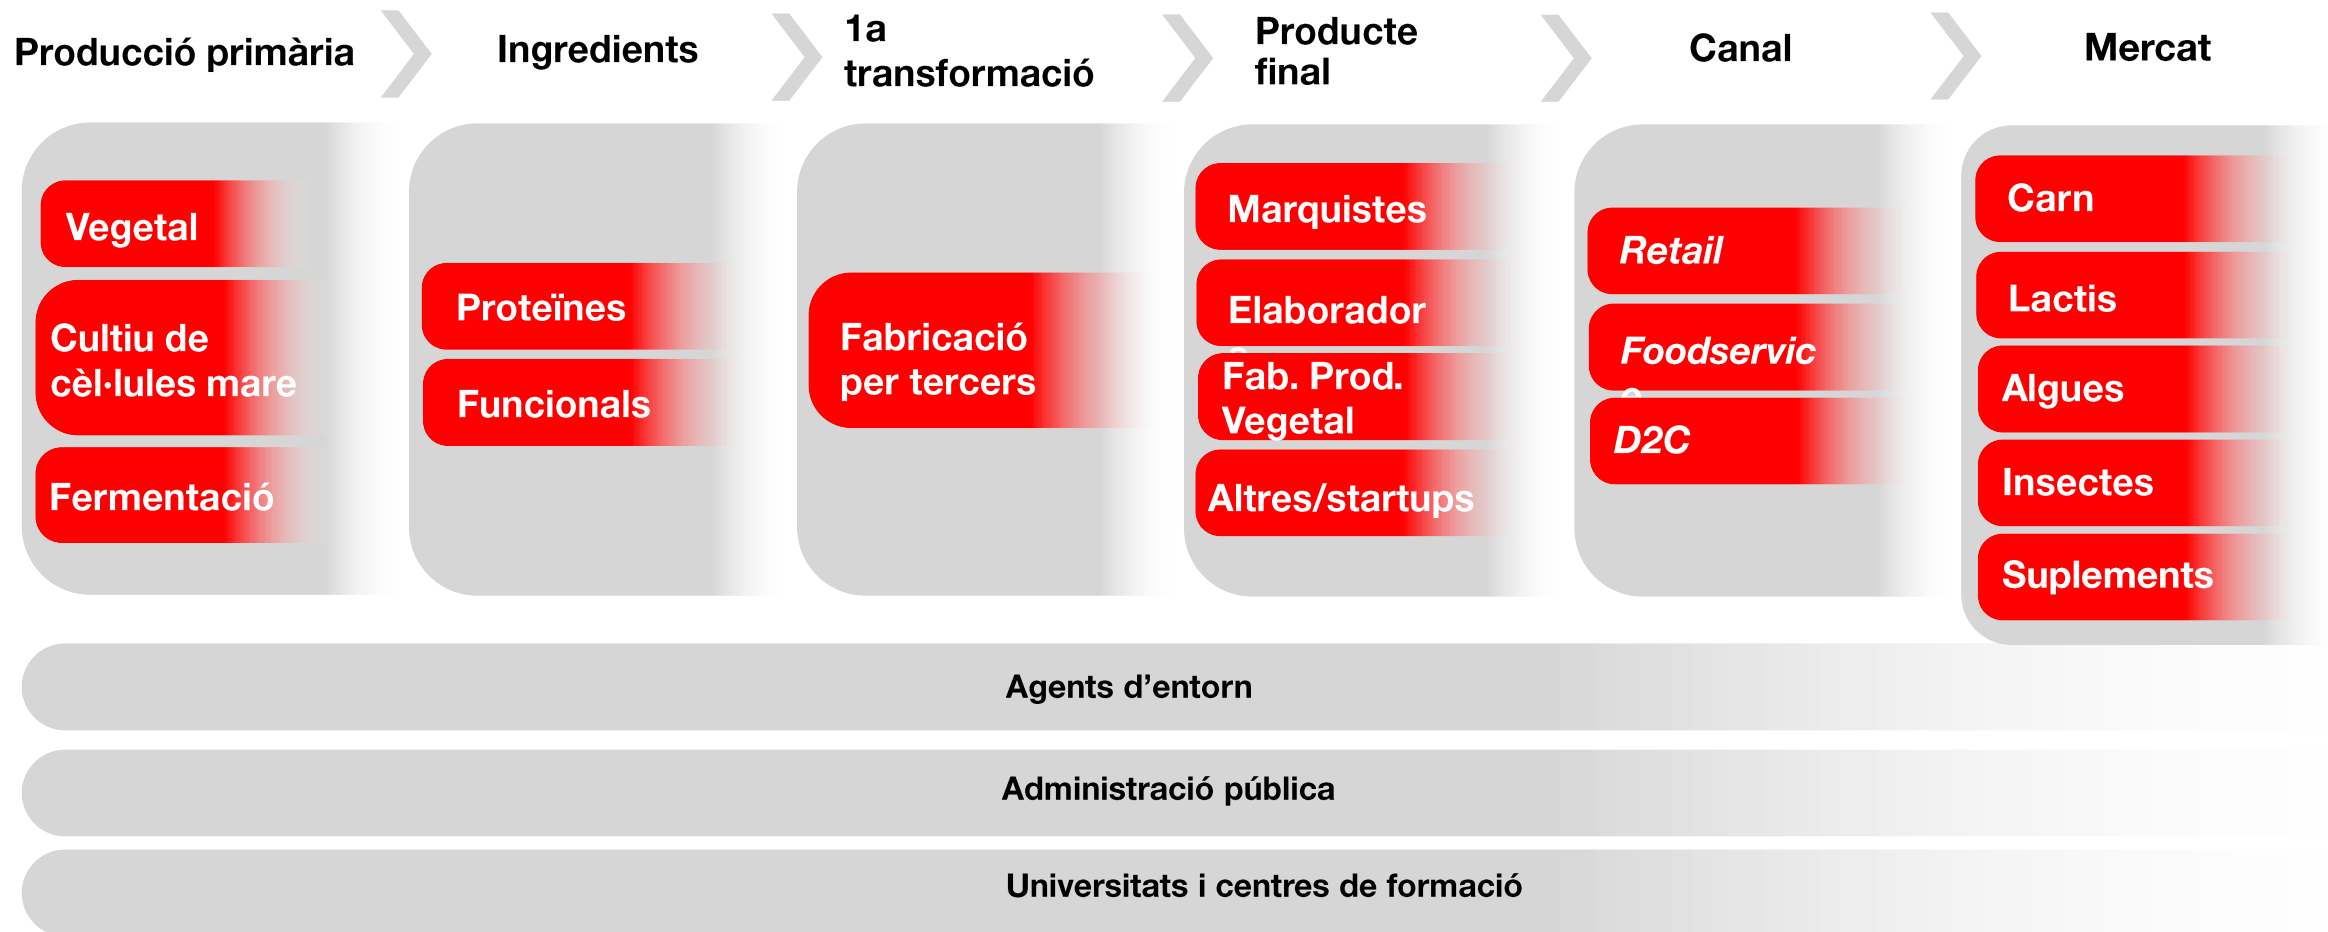 Producció primària
Ingredients
1a
transformació
Producte
final
Canal
Mercat
Vegetal
Cultiu de
cèl·lules mare
Fermentació
Proteïnes
Funcionals
Fabricació
per tercers
Marquistes
Elaborador
s
Fab. Prod.
Vegetal
Altres/startups
Retail
Foodservic
e
D2C
Carn
Lactis
Algues
Insectes
Suplements
Agents d’entorn
Administració pública
Universitats i centres de formació